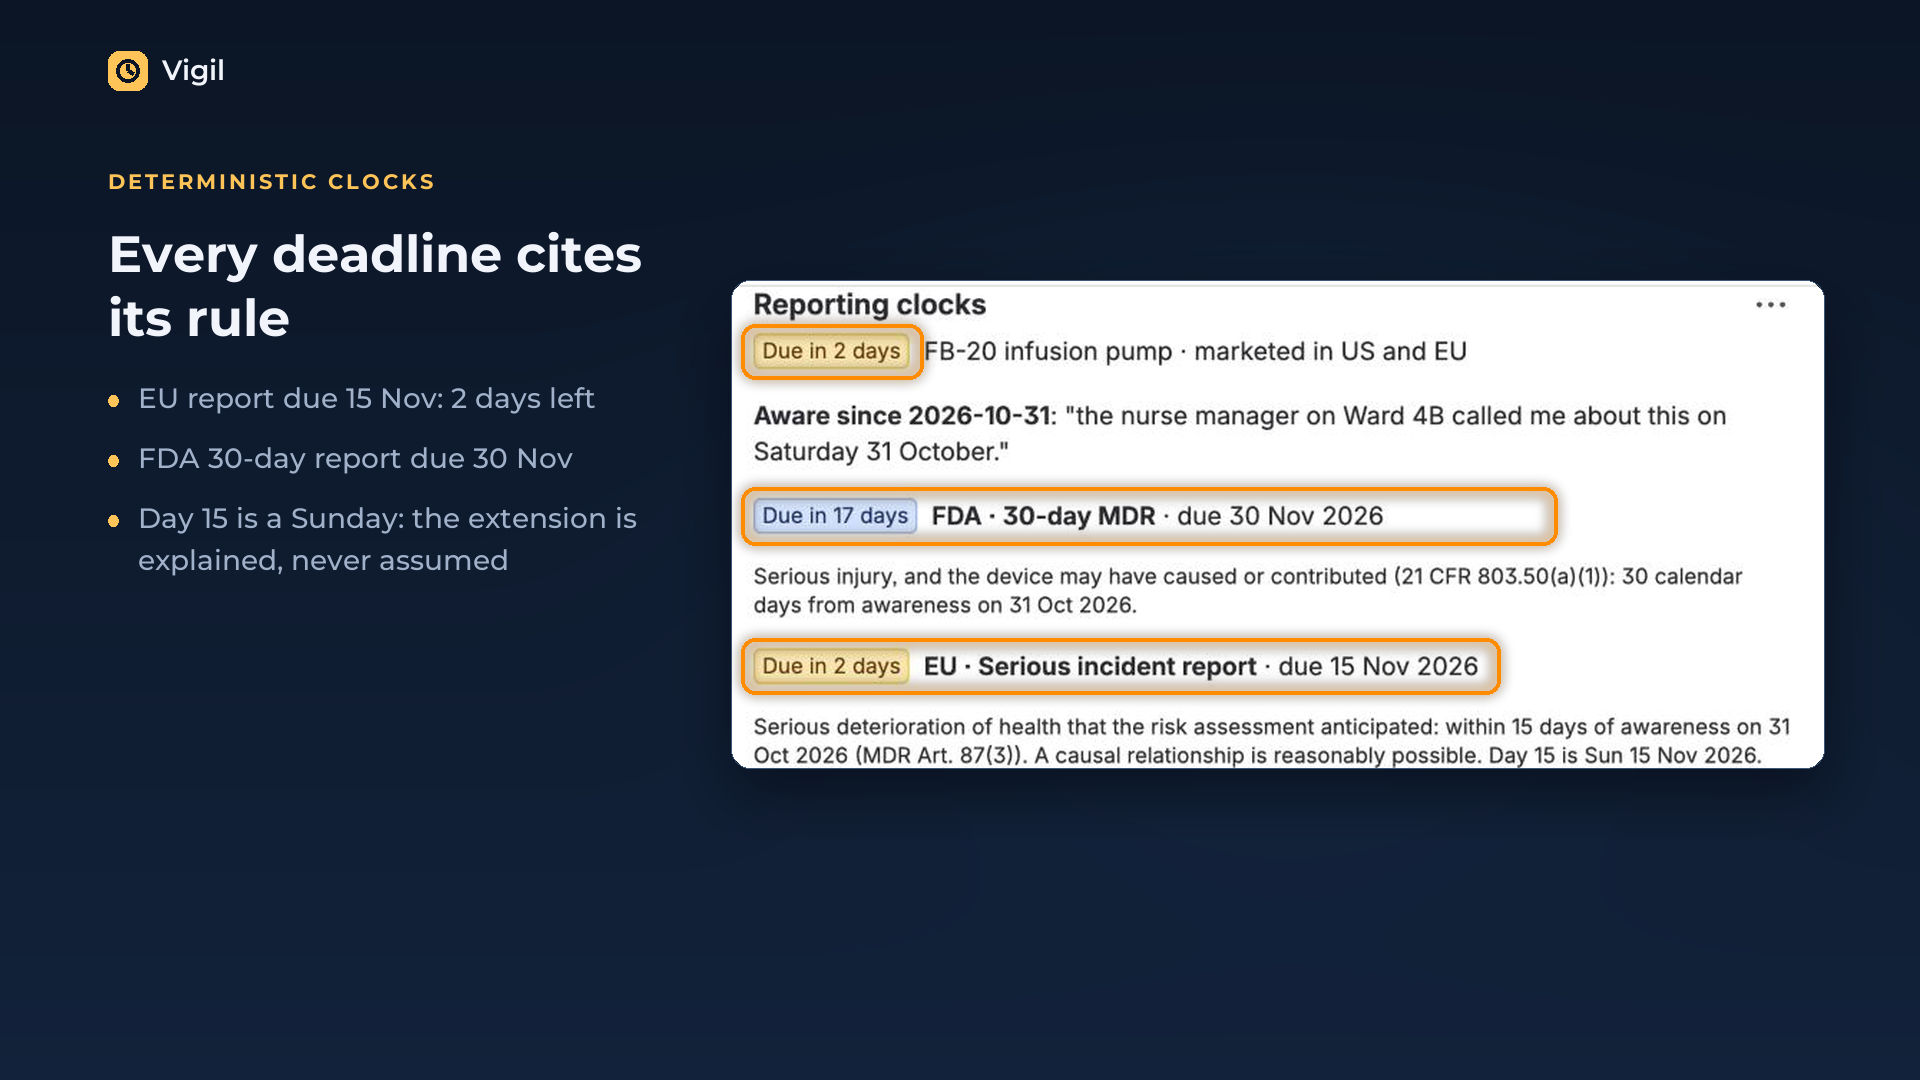 Vigil
DETERMINISTIC CLOCKS
Every deadline cites
its rule
• EU report due 15 Nov: 2 days left
• FDA 30-day report due 30 Nov
• Day 15 is a Sunday: the extension is
explained, never assumed
Reporting clocks
Due in 2 days FB-20 infusion pump · marketed in US and EU
Aware since 2026-10-31: "the nurse manager on Ward 4B called me about this on
Saturday 31 October."
Due in 17 days FDA · 30-day MDR · due 30 Nov 2026
Serious injury, and the device may have caused or contributed (21 CFR 803.50(a)(1)): 30 calendar
days from awareness on 31 Oct 2026.
Due in 2 days EU · Serious incident report · due 15 Nov 2026
Serious deterioration of health that the risk assessment anticipated: within 15 days of awareness on 31
Oct 2026 (MDR Art. 87(3)). A causal relationship is reasonably possible. Day 15 is Sun 15 Nov 2026.